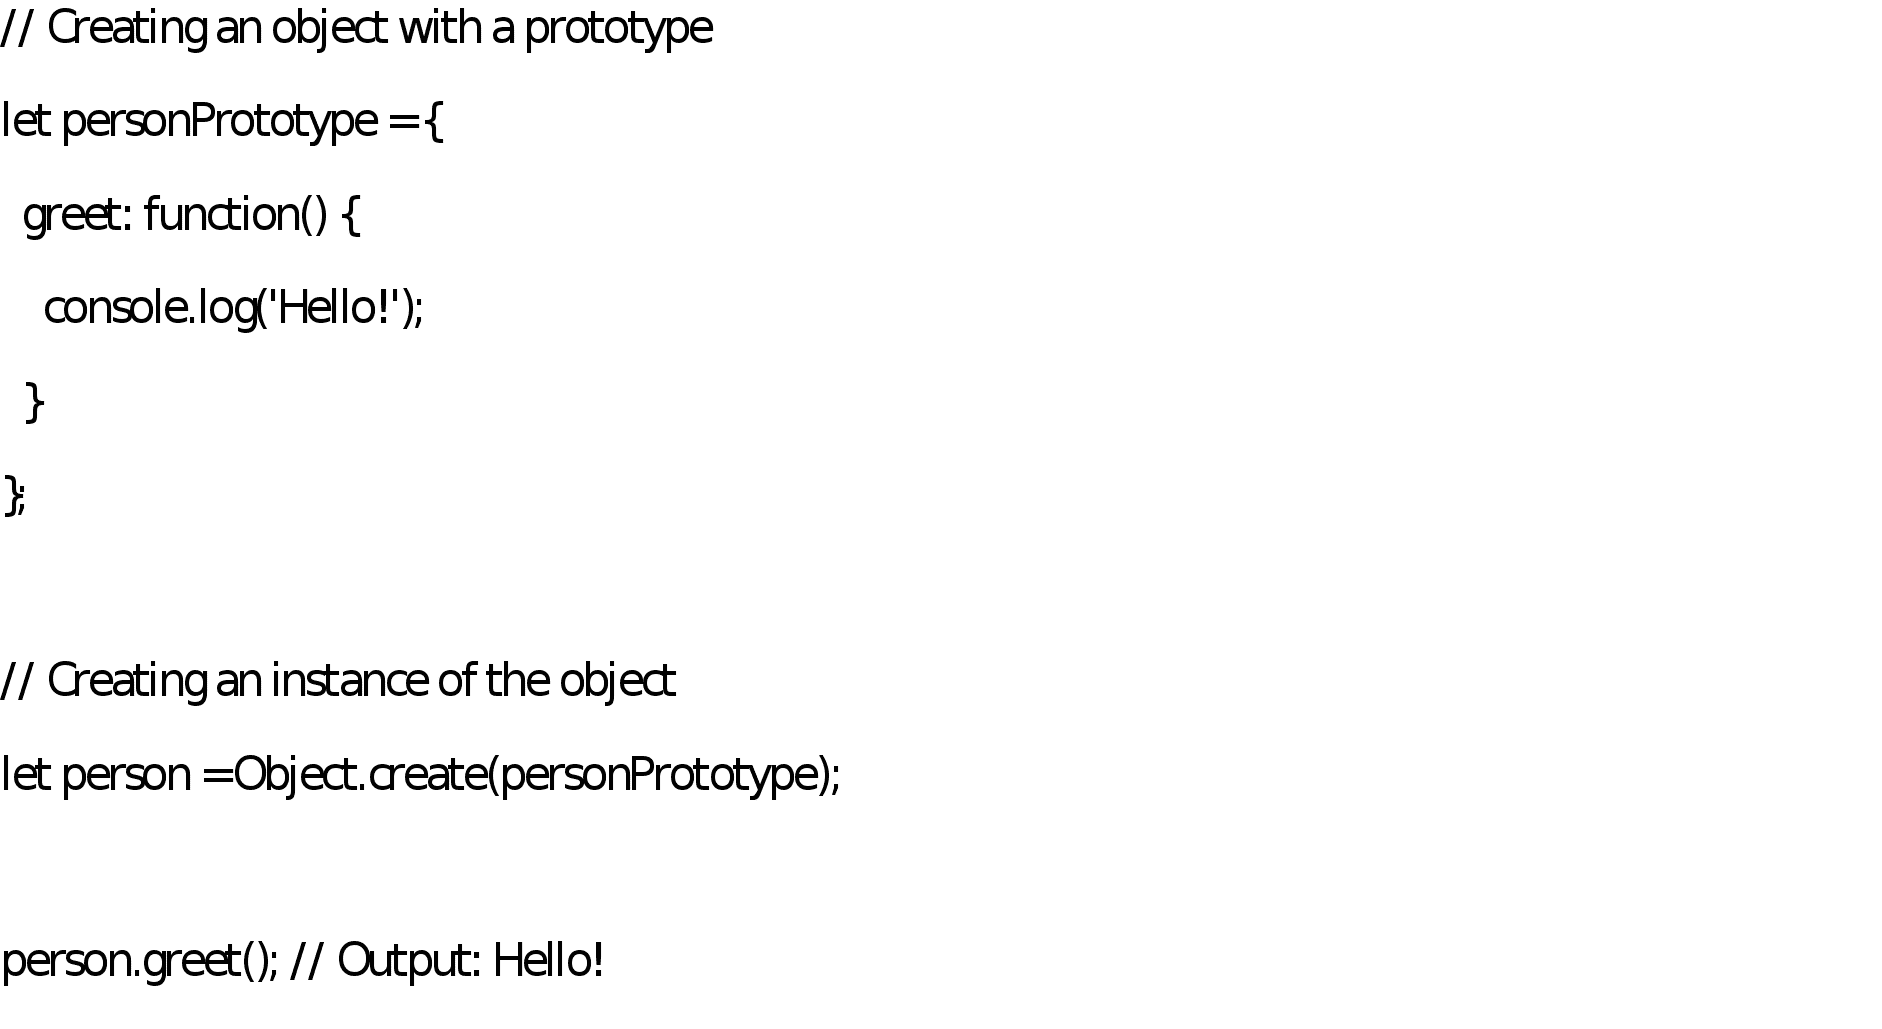 // Creating an object with a prototype
let personPrototype = {
  greet: function() {
    console.log('Hello!');
  }
};

// Creating an instance of the object
let person = Object.create(personPrototype);

person.greet(); // Output: Hello!